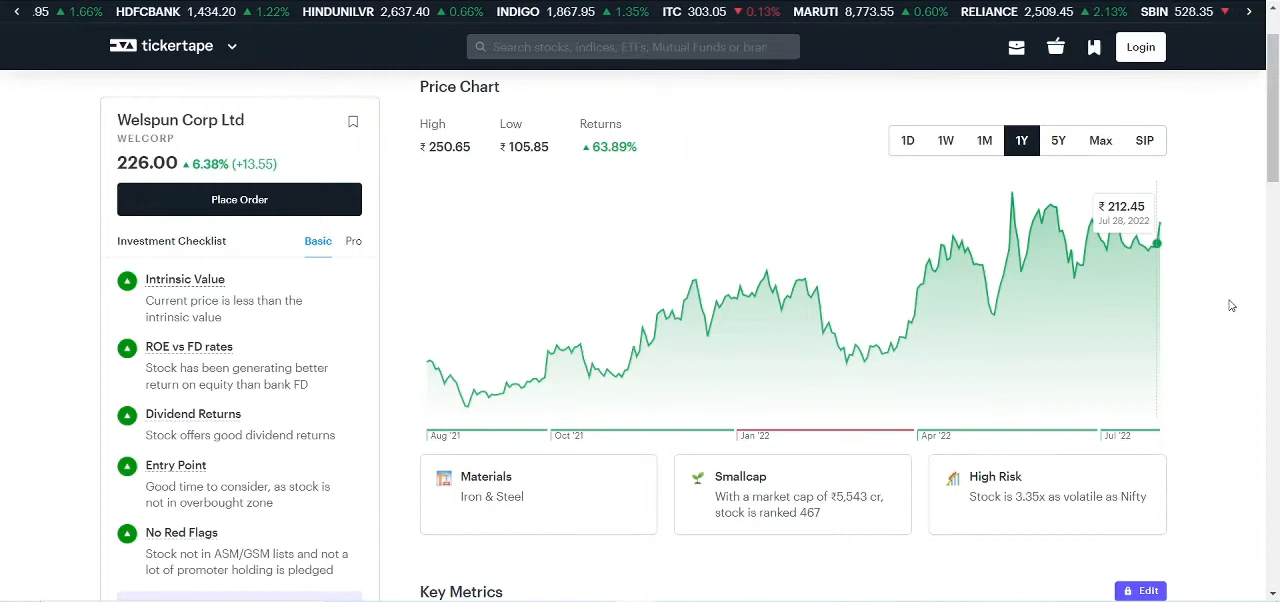 .95 ▲ 1.66% HDFCBANK 1,434.20 ▲ 1.22% HINDUNILVR 2,637.40 ▲ 0.66% INDIGO 1,867.95 ▲ 1.35% ITC 303.05 ▼ 0.13% MARUTI 8,773.55 ▲ 0.60% RELIANCE 2,509.45 ▲ 2.13% SBIN 528.35 ▼
tickertape
Search stocks, indices, ETFs, Mutual Funds or bran
Login
Welspun Corp Ltd
WELCORP
226.00 ▲ 6.38% (+13.55)
Place Order
Investment Checklist Basic Pro
Intrinsic Value
Current price is less than the
intrinsic value
ROE vs FD rates
Stock has been generating better
return on equity than bank FD
Dividend Returns
Stock offers good dividend returns
Entry Point
Good time to consider, as stock is
not in overbought zone
No Red Flags
Stock not in ASM/GSM lists and not a
lot of promoter holding is pledged
Price Chart
High Low Returns
₹ 250.65 ₹ 105.85 ▲ 63.89%
1D 1W 1M 1Y 5Y Max SIP
₹ 212.45
Jul 28, 2022
Aug '21 Oct '21 Jan '22 Apr '22 Jul '22
Materials
Iron & Steel
Smallcap
With a market cap of ₹5,543 cr,
stock is ranked 467
High Risk
Stock is 3.35x as volatile as Nifty
Key Metrics
Edit